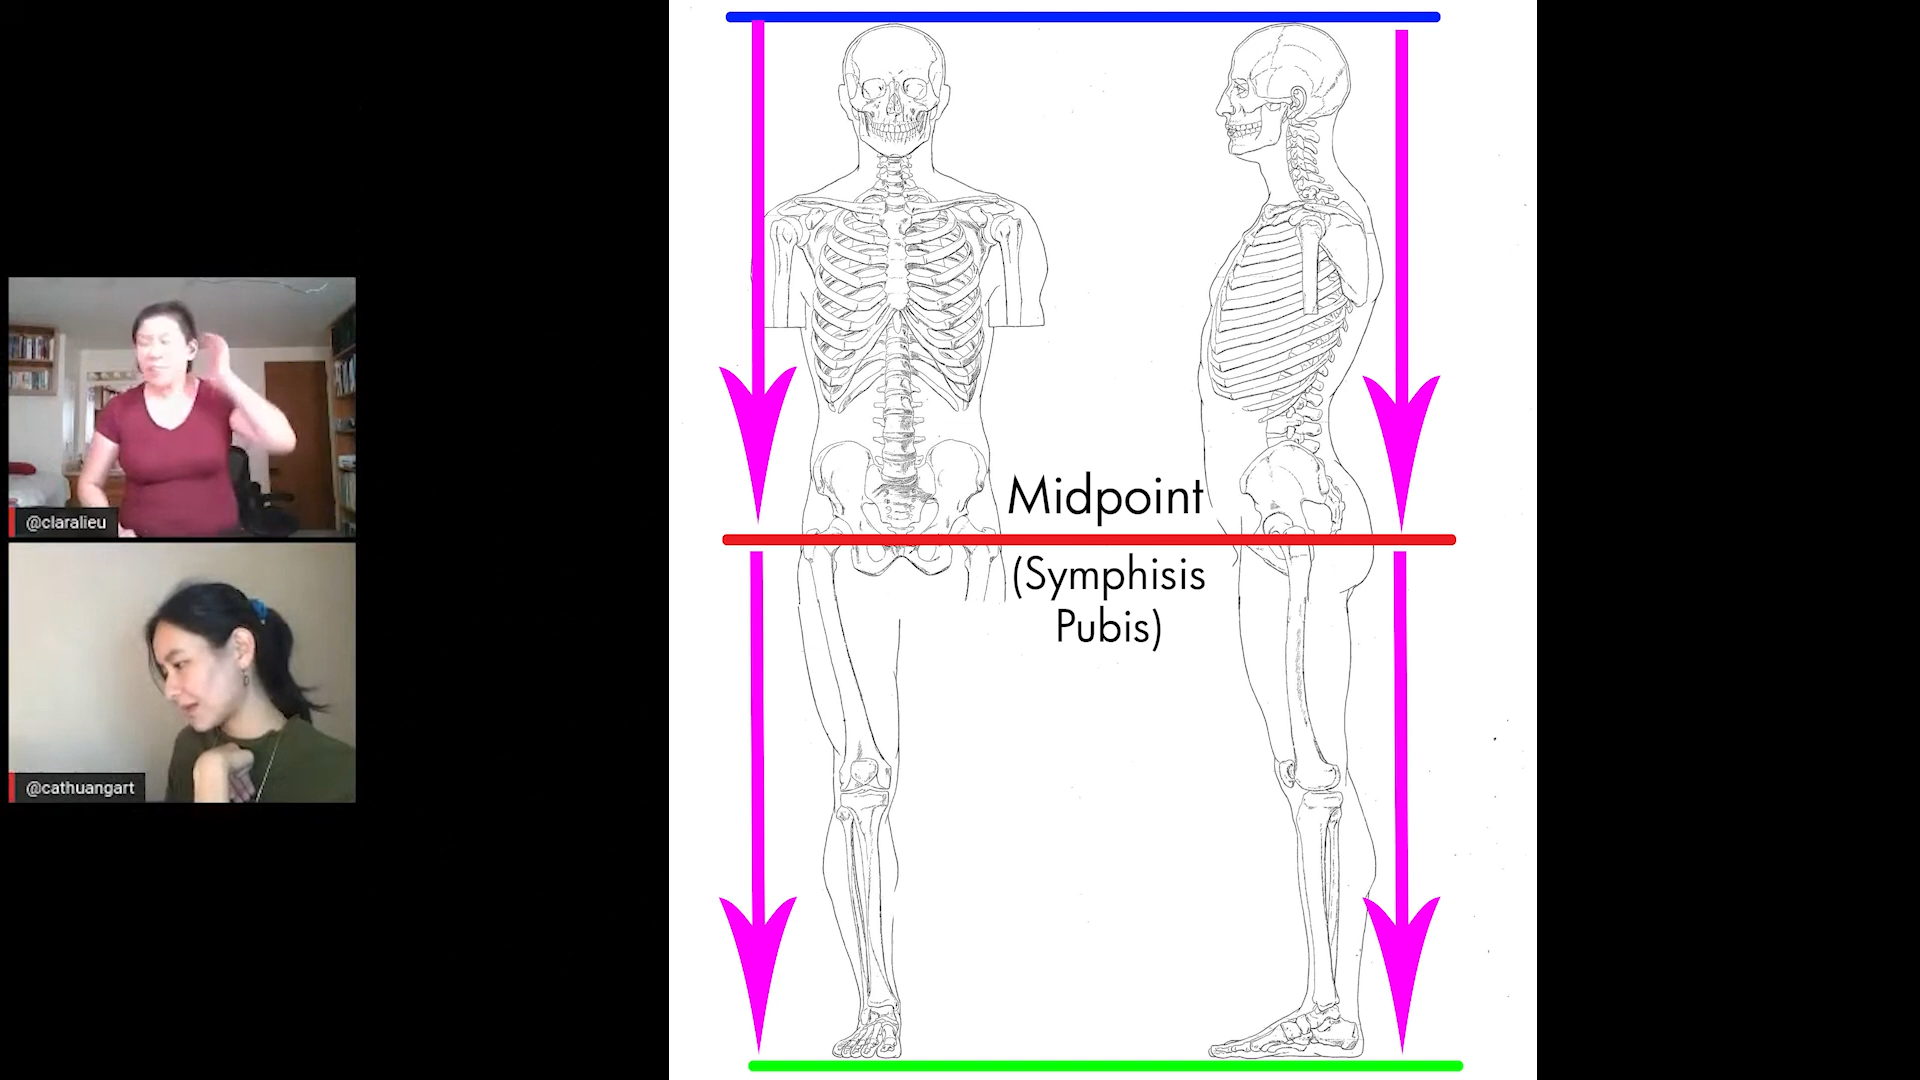 @claralieu
@cathuangart
Midpoint
(Symphisis
Pubis)